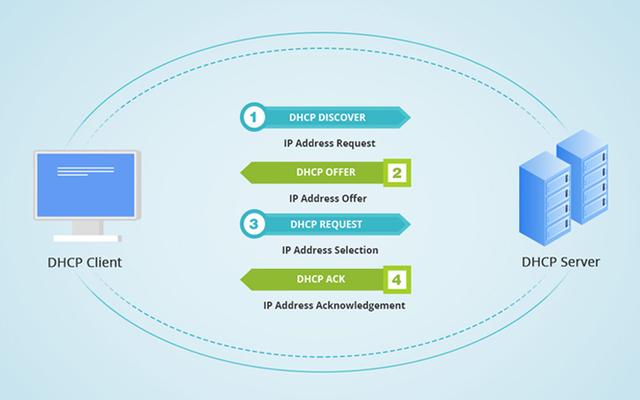 1 DHCP DISCOVER
IP Address Request
DHCP OFFER 2
IP Address Offer
3 DHCP REQUEST
IP Address Selection
DHCP ACK 4
IP Address Acknowledgement
DHCP Client
DHCP Server